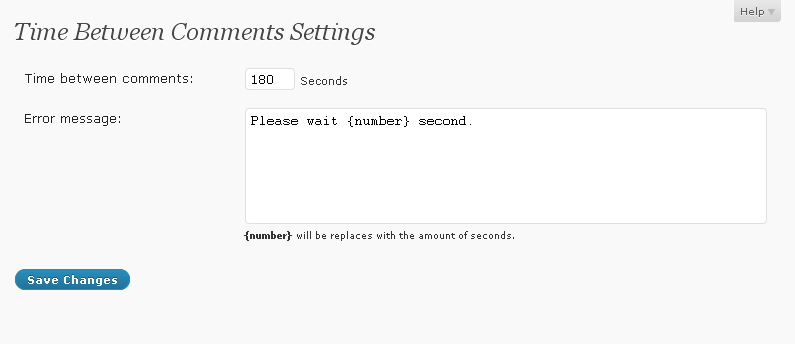 Help
Time Between Comments Settings
Time between comments: 180 Seconds
Error message:
Please wait {number} second.
{number} will be replaces with the amount of seconds.
Save Changes